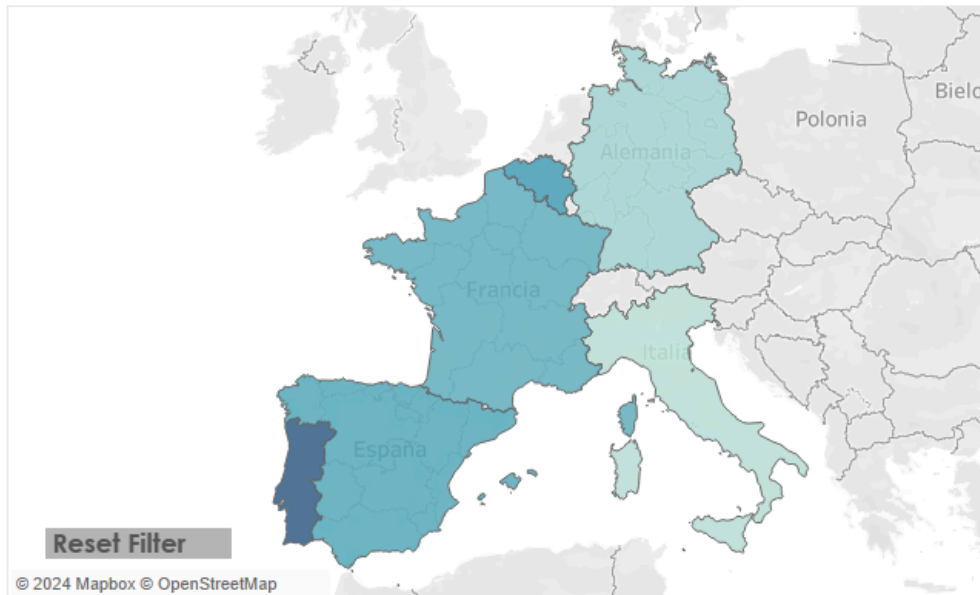 Bielo
Polonia
Alemania
Francia
Italia
España
Reset Filter
© 2024 Mapbox © OpenStreetMap